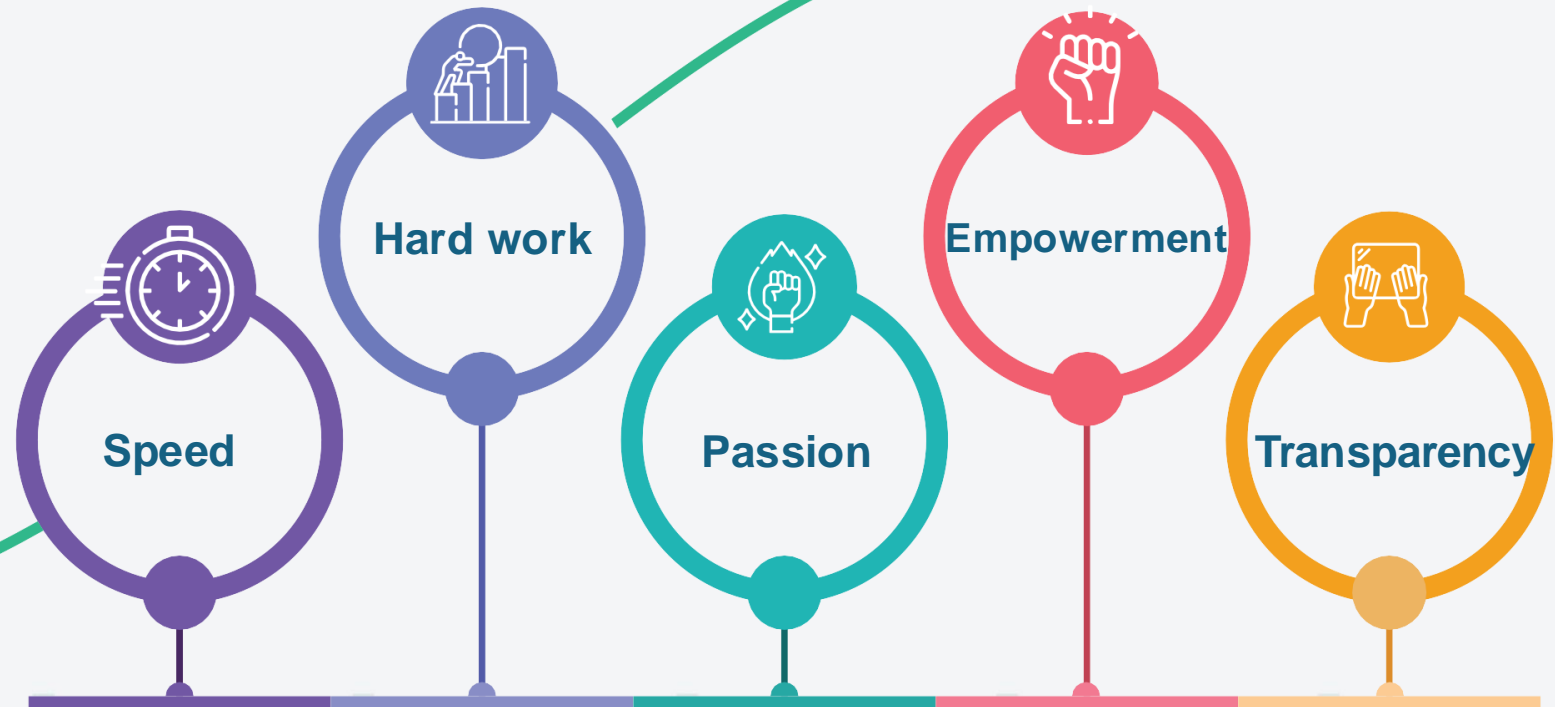 Speed
Hard work
Passion
Empowerment
Transparency